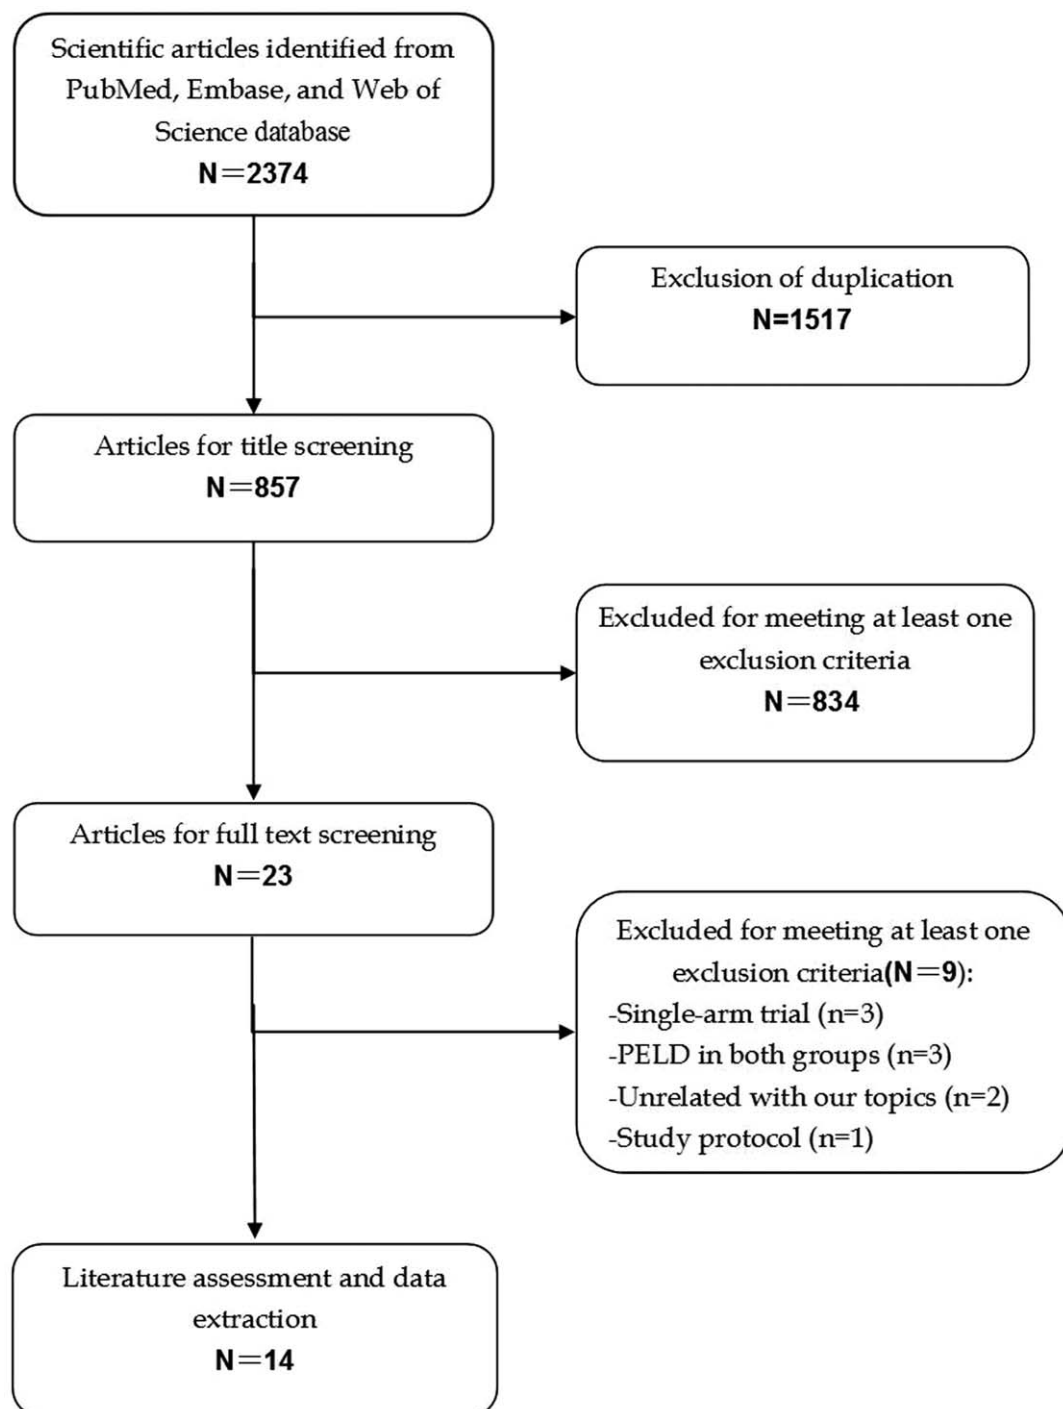 Scientific articles identified from
PubMed, Embase, and Web of
Science database
N=2374
Exclusion of duplication
N=1517
Articles for title screening
N=857
Excluded for meeting at least one
exclusion criteria
N=834
Articles for full text screening
N=23
Excluded for meeting at least one
exclusion criteria(N=9):
-Single-arm trial (n=3)
-PELD in both groups (n=3)
-Unrelated with our topics (n=2)
-Study protocol (n=1)
Literature assessment and data
extraction
N=14